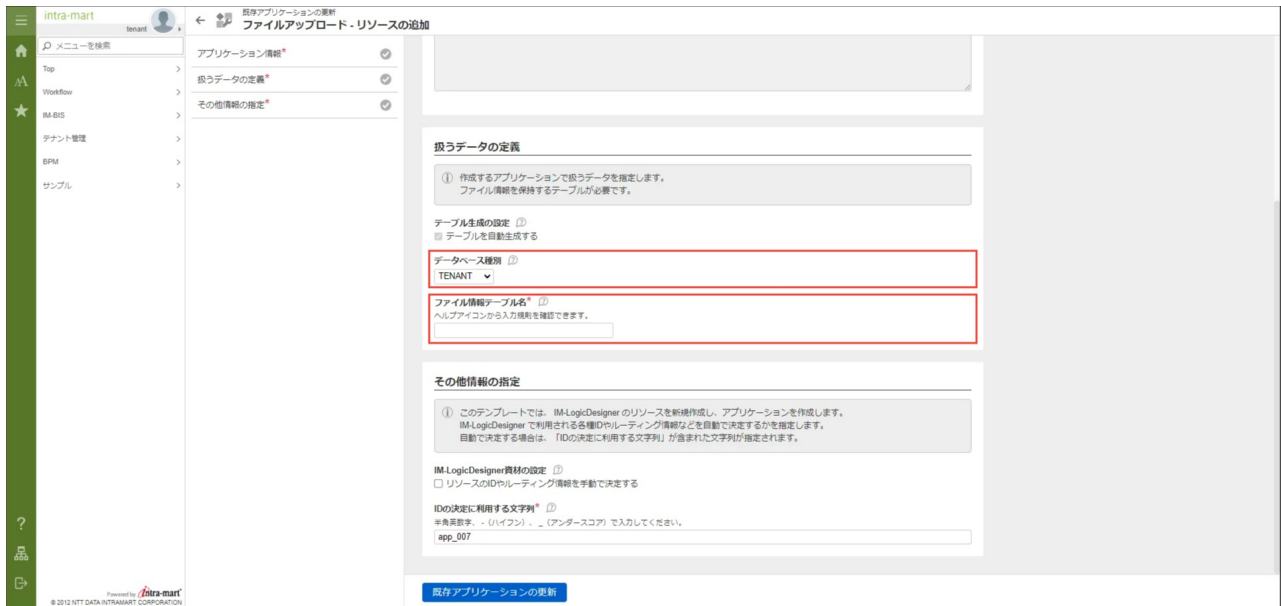 intra-mart
tenant
メニューを検索
Top
Workflow
IM-BIS
テナント管理
BPM
サンプル
Powered by intra-mart
© 2012 NTT DATA INTRAMART CORPORATION
既存アプリケーションの更新
ファイルアップロード - リソースの追加
アプリケーション情報*
扱うデータの定義*
その他情報の指定*
扱うデータの定義
作成するアプリケーションで扱うデータを指定します。
ファイル情報を保持するテーブルが必要です。
テーブル生成の設定
テーブルを自動生成する
データベース種別
TENANT
ファイル情報テーブル名*
ヘルプアイコンから入力規則を確認できます。
その他情報の指定
このテンプレートでは、 IM-LogicDesigner のリソースを新規作成し、アプリケーションを作成します。
IM-LogicDesigner で利用される各種IDやルーティング情報などを自動で決定するかを指定します。
自動で決定する場合は、「IDの決定に利用する文字列」が含まれた文字列が指定されます。
IM-LogicDesigner資材の設定
リソースのIDやルーティング情報を手動で決定する
IDの決定に利用する文字列*
半角英数字、 - （ハイフン）、 _ （アンダースコア）で入力してください。
app_007
既存アプリケーションの更新